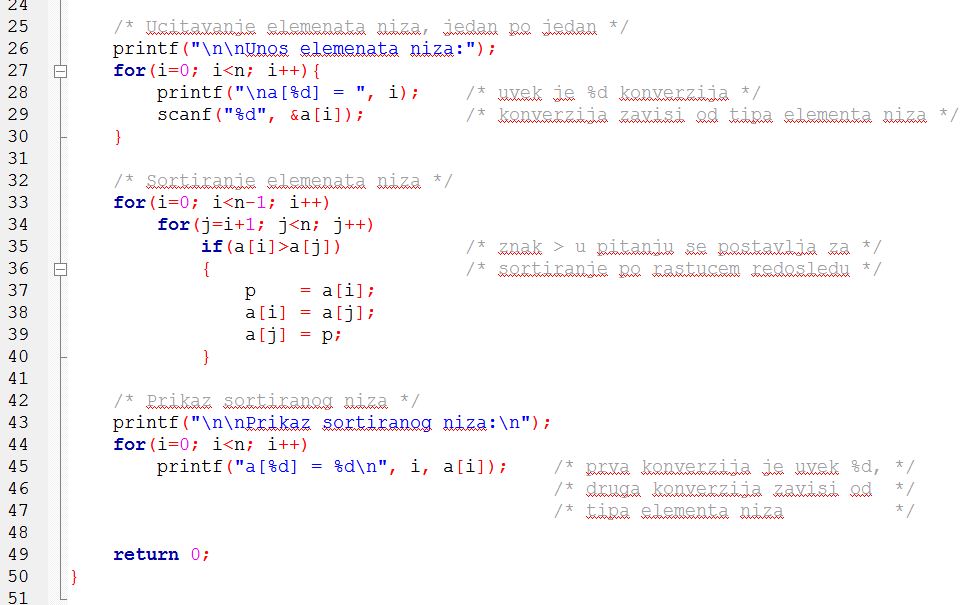 24
25 /* Ucitavanje elemenata niza, jedan po jedan */
26 printf("\n\nUnos elemenata niza:");
27 for(i=0; i<n; i++){
28 printf("\na[%d] = ", i); /* uvek je %d konverzija */
29 scanf("%d", &a[i]); /* konverzija zavisi od tipa elementa niza */
30 }
31
32 /* Sortiranje elemenata niza */
33 for(i=0; i<n-1; i++)
34 for(j=i+1; j<n; j++)
35 if(a[i]>a[j]) /* znak > u pitanju se postavlja za */
36 { /* sortiranje po rastucem redosledu */
37 p = a[i];
38 a[i] = a[j];
39 a[j] = p;
40 }
41
42 /* Prikaz sortiranog niza */
43 printf("\n\nPrikaz sortiranog niza:\n");
44 for(i=0; i<n; i++)
45 printf("a[%d] = %d\n", i, a[i]); /* prva konverzija je uvek %d, */
46 /* druga konverzija zavisi od */
47 /* tipa elementa niza */
48
49 return 0;
50 }
51